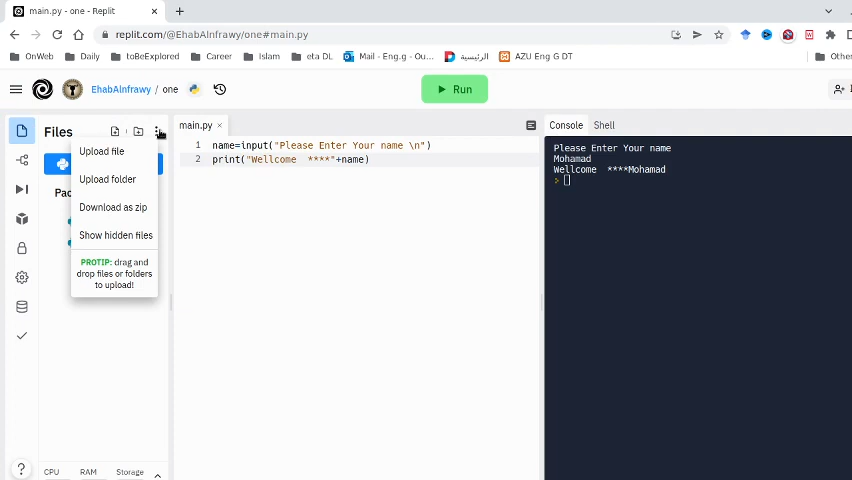 main.py - one - Replit
replit.com/@EhabAlnfrawy/one#main.py
OnWeb Daily toBeExplored Career Islam eta DL Mail - Eng.g - Ou... الرئيسية AZU Eng G DT Other
EhabAlnfrawy / one Run
Files main.py Console Shell
Upload file
Upload folder
Download as zip
Show hidden files
PROTIP: drag and
drop files or folders
to upload!
Pac
1 name=input("Please Enter Your name \n")
2 print("Wellcome  ****"+name)
Please Enter Your name
Mohamad
Wellcome  ****Mohamad
>
CPU RAM Storage